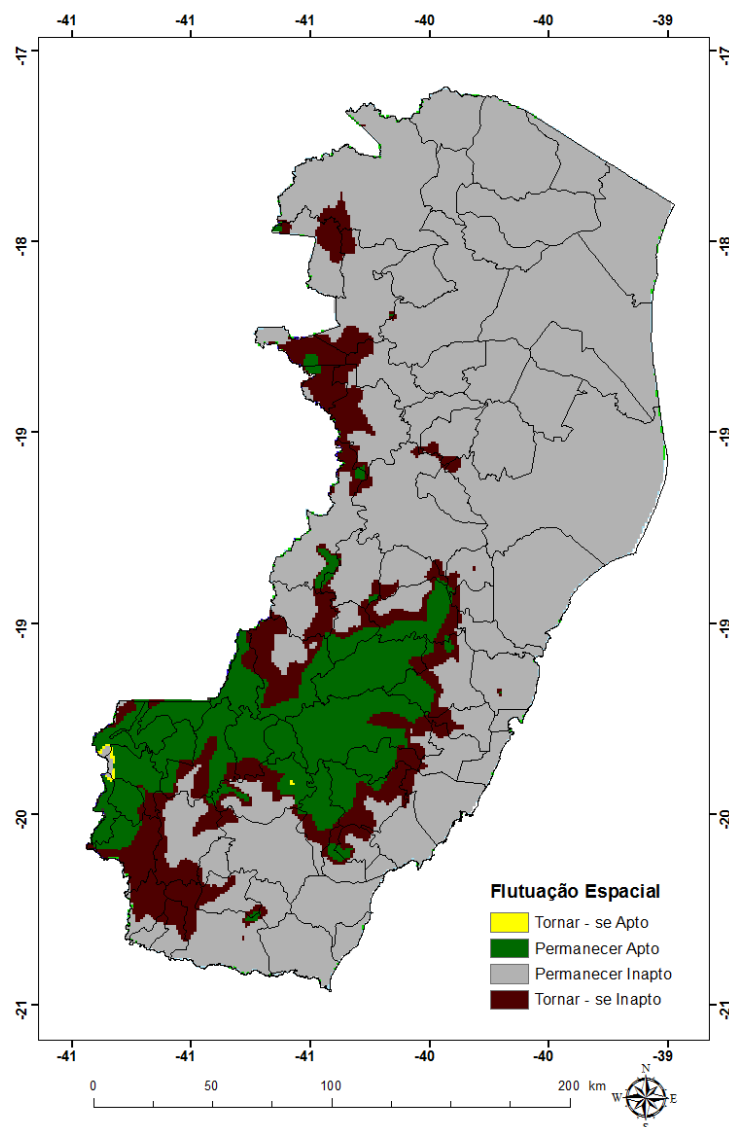 -41 -41 -41 -40 -40 -39
-17 -17
-18 -18
-19 -19
-19 -19
-20 -20
-21 -21
Flutuação Espacial
Tornar - se Apto
Permanecer Apto
Permanecer Inapto
Tornar - se Inapto
-41 -41 -41 -40 -40 -39
0 50 100 200 km
N
W E
S